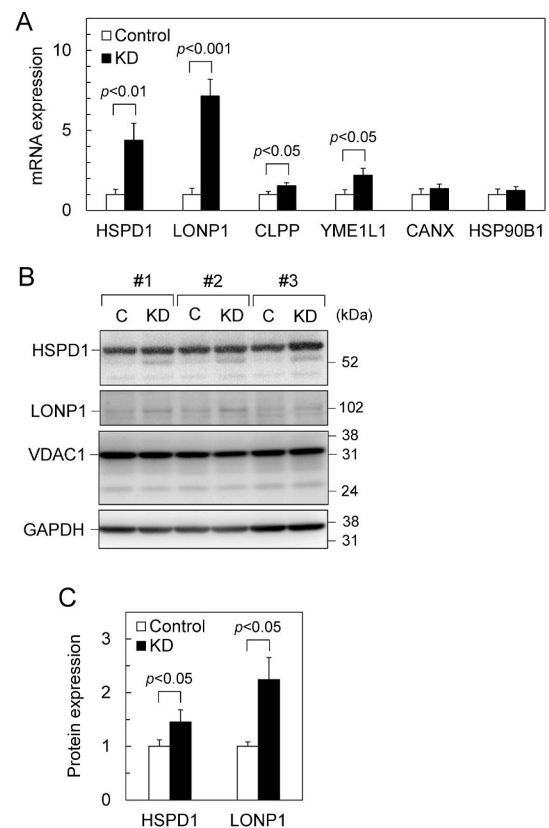 A
mRNA expression
10
5
0
Control
KD
p<0.01
p<0.001
p<0.05
p<0.05
HSPD1 LONP1 CLPP YME1L1 CANX HSP90B1
B
#1 #2 #3
C KD C KD C KD (kDa)
HSPD1
52
LONP1
102
VDAC1
38
31
24
GAPDH
38
31
C
Protein expression
3
2
1
0
Control
KD
p<0.05
p<0.05
HSPD1 LONP1